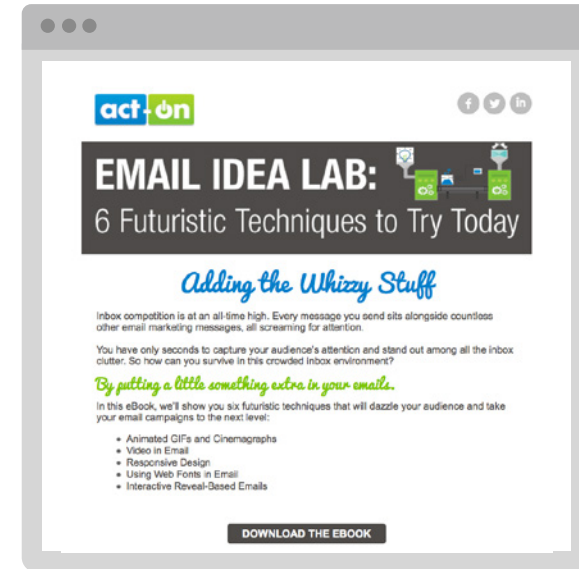 act-on
f in
EMAIL IDEA LAB:
6 Futuristic Techniques to Try Today
Adding the Whizzy Stuff
Inbox competition is at an all-time high. Every message you send sits alongside countless
other email marketing messages, all screaming for attention.
You have only seconds to capture your audience's attention and stand out among all the inbox
clutter. So how can you survive in this crowded inbox environment?
By putting a little something extra in your emails.
In this eBook, we'll show you six futuristic techniques that will dazzle your audience and take
your email campaigns to the next level:
• Animated GIFs and Cinemagraphs
• Video in Email
• Responsive Design
• Using Web Fonts in Email
• Interactive Reveal-Based Emails
DOWNLOAD THE EBOOK